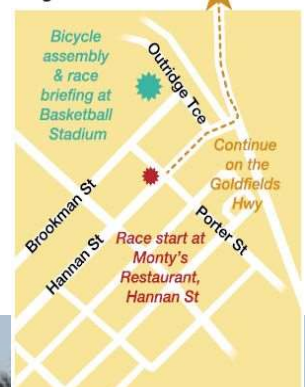 Bicycle
assembly
& race
briefing at
Basketball
Stadium
Outridge Tce
Continue
on the
Goldfields
Hwy
Brookman St
Hannan St
Porter St
Race start at
Monty's
Restaurant,
Hannan St